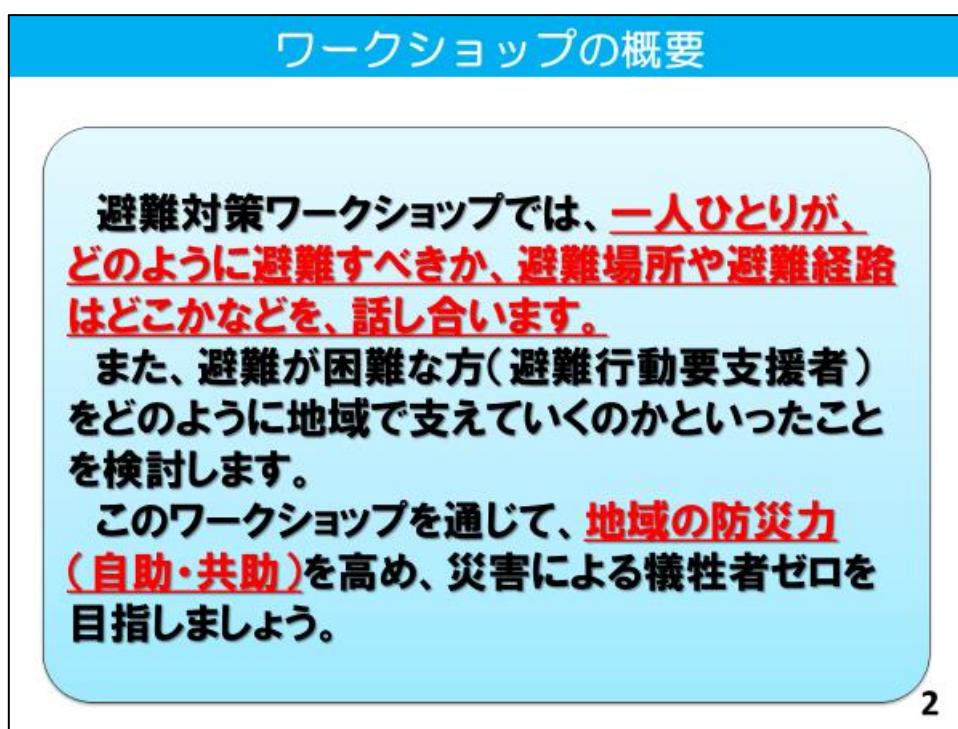 ワークショップの概要
避難対策ワークショップでは、一人ひとりが、
どのように避難すべきか、避難場所や避難経路
はどこかなどを、話し合います。
また、避難が困難な方（避難行動要支援者）
をどのように地域で支えていくのかといったこと
を検討します。
このワークショップを通じて、地域の防災力
（自助・共助）を高め、災害による犠牲者ゼロを
目指しましょう。
2